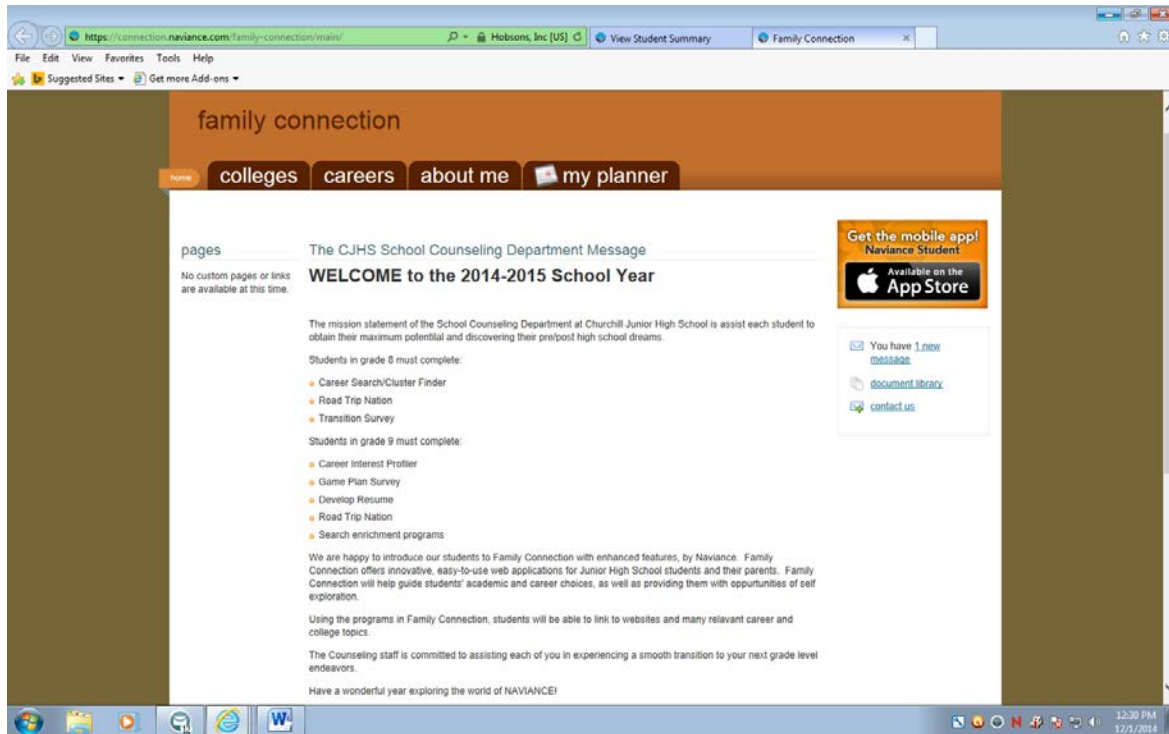 https://connection.naviance.com/family-connection/main/
Hobsons, Inc [US]
View Student Summary
Family Connection
File Edit View Favorites Tools Help
Suggested Sites
Get more Add-ons
family connection
home
colleges
careers
about me
my planner
pages
No custom pages or links
are available at this time.
The CJHS School Counseling Department Message
WELCOME to the 2014-2015 School Year
The mission statement of the School Counseling Department at Churchill Junior High School is assist each student to
obtain their maximum potentilal and discovering their pre/post high school dreams.
Students in grade 8 must complete:
Career Search/Cluster Finder
Road Trip Nation
Transition Survey
Students in grade 9 must complete:
Career Interest Profiler
Game Plan Survey
Develop Resume
Road Trip Nation
Search enrichment programs
We are happy to introduce our students to Family Connection with enhanced features, by Naviance. Family
Connection offers innovative, easy-to-use web applications for Junior High School students and their parents. Family
Connection will help guide students' academic and career choices, as well as providing them with oppurtunities of self
exploration.
Using the programs in Family Connection, students will be able to link to websites and many relavant career and
college topics.
The Counseling staff is committed to assisting each of you in experiencing a smooth transition to your next grade level
endeavors.
Have a wonderful year exploring the world of NAVIANCE!
Get the mobile app!
Naviance Student
Available on the
App Store
You have 1 new
message
document library
contact us
12:30 PM
12/1/2014